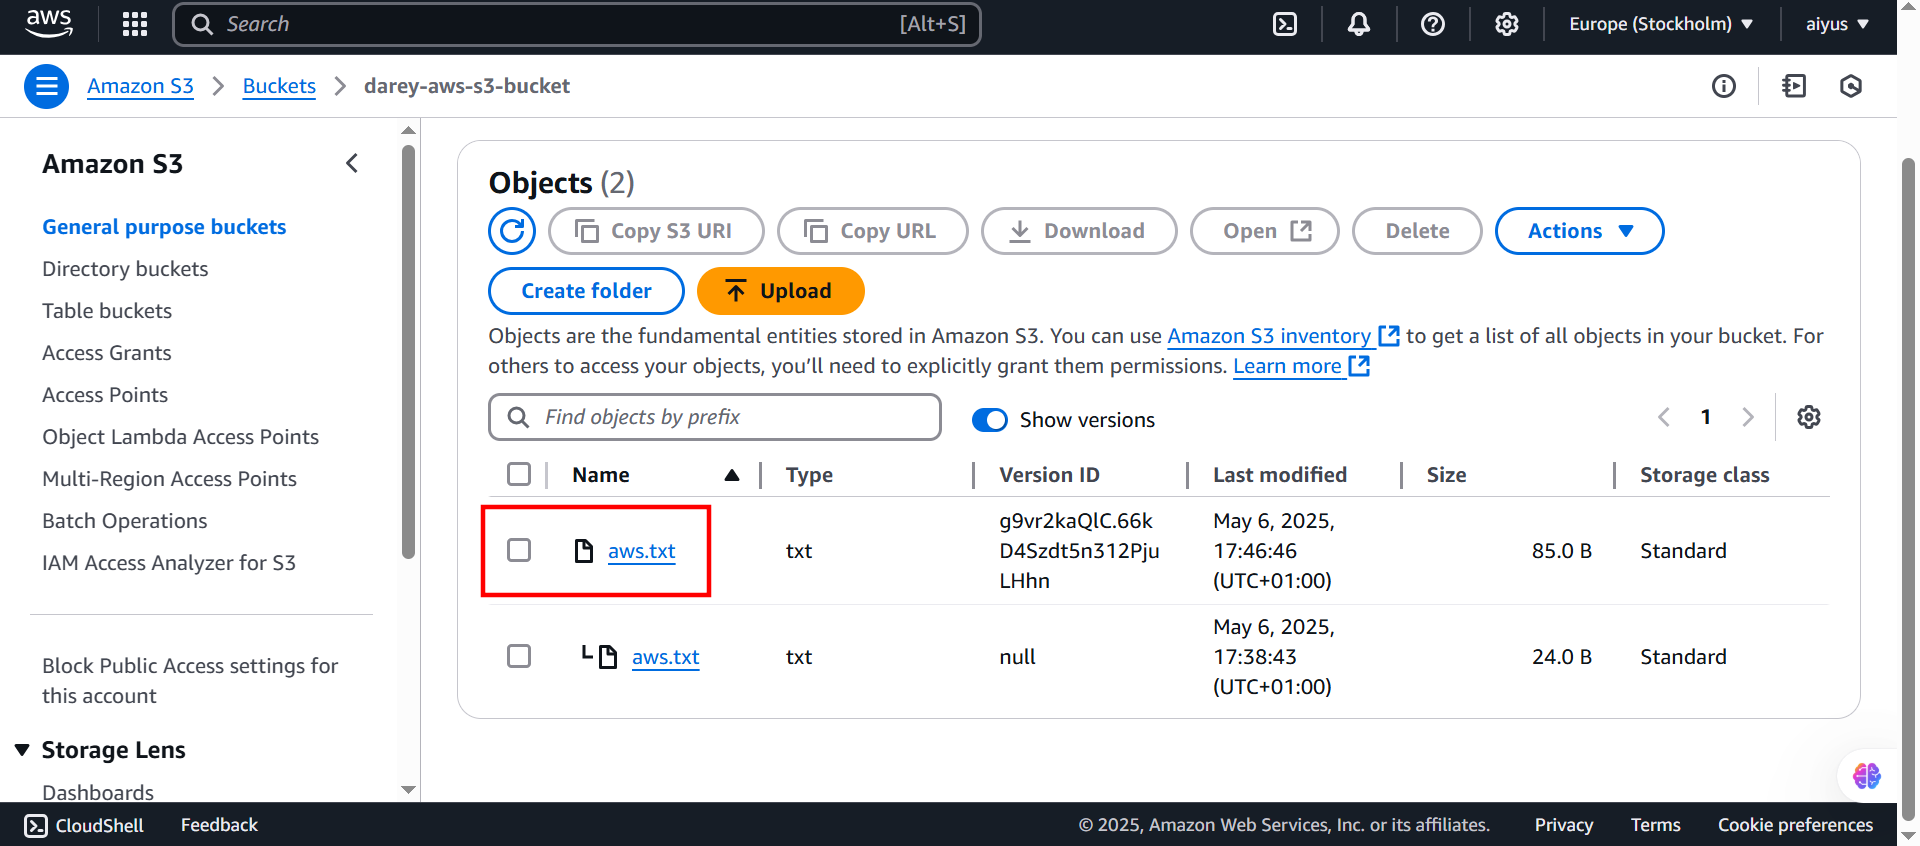 aws
Search [Alt+S]
Europe (Stockholm)
aiyus
Amazon S3
Buckets
darey-aws-s3-bucket
Amazon S3
General purpose buckets
Directory buckets
Table buckets
Access Grants
Access Points
Object Lambda Access Points
Multi-Region Access Points
Batch Operations
IAM Access Analyzer for S3
Block Public Access settings for
this account
Storage Lens
Dashboards
Objects (2)
Copy S3 URI
Copy URL
Download
Open
Delete
Actions
Create folder
Upload
Objects are the fundamental entities stored in Amazon S3. You can use Amazon S3 inventory to get a list of all objects in your bucket. For
others to access your objects, you’ll need to explicitly grant them permissions. Learn more
Find objects by prefix
Show versions
1
Name Type Version ID Last modified Size Storage class
aws.txt
txt
g9vr2kaQlC.66k
D4Szdt5n312Pju
LHhn
May 6, 2025,
17:46:46
(UTC+01:00)
85.0 B
Standard
aws.txt
txt
null
May 6, 2025,
17:38:43
(UTC+01:00)
24.0 B
Standard
CloudShell
Feedback
© 2025, Amazon Web Services, Inc. or its affiliates.
Privacy
Terms
Cookie preferences